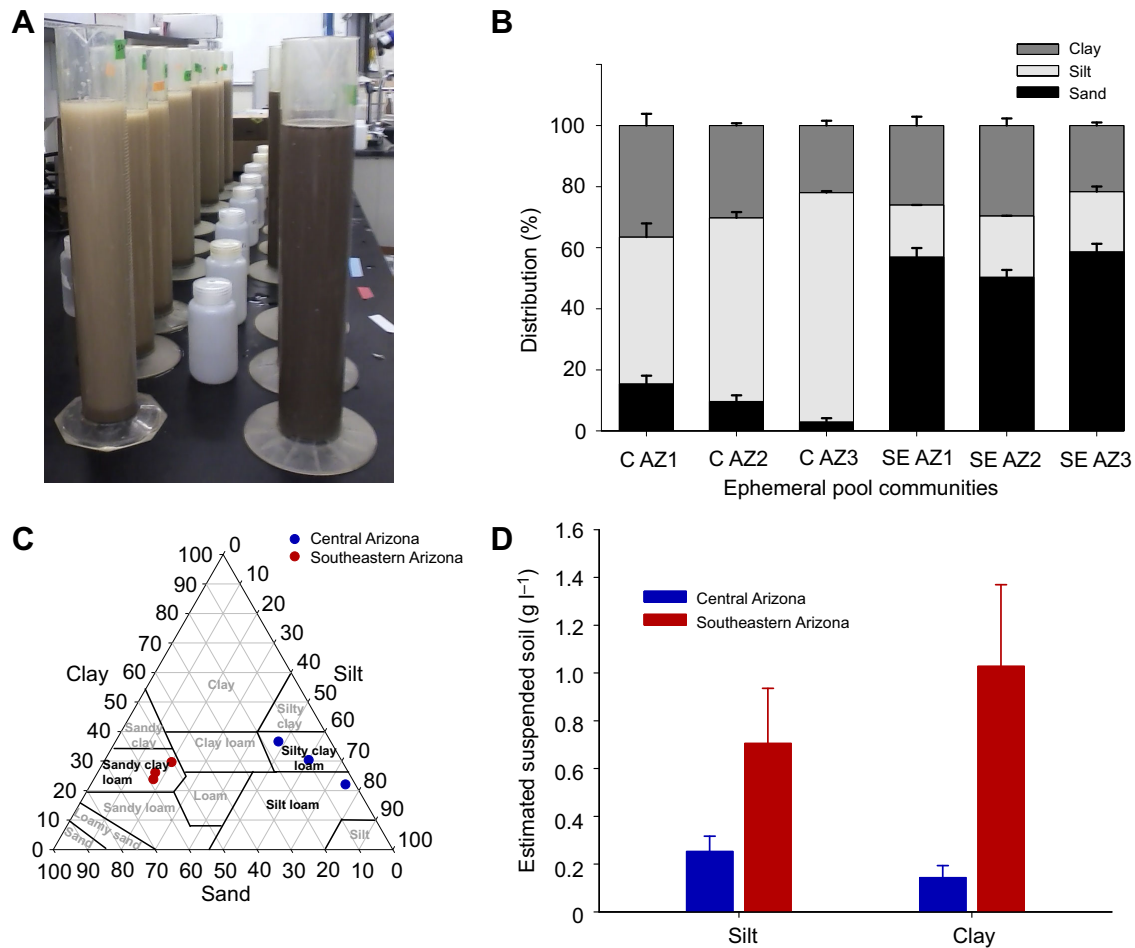 A
B
Clay
Silt
Sand
100
80
60
40
20
0
Distribution (%)
C AZ1 C AZ2 C AZ3 SE AZ1 SE AZ2 SE AZ3
Ephemeral pool communities
C
Central Arizona
Southeastern Arizona
100 0
90 10
80 20
70 30
Clay 60 40 Silt
50 50
40 60
30 70
20 80
10 90
0 100
Clay
Silty
clay
Sandy
clay
Clay loam
Silty clay
loam
Sandy clay
loam
Loam
Silt loam
Sandy loam
Loamy sand
Sand
Silt
100 90 80 70 60 50 40 30 20 10 0
Sand
D
1.6
1.4
1.2
1.0
0.8
0.6
0.4
0.2
0
Estimated suspended soil (g l⁻¹)
Central Arizona
Southeastern Arizona
Silt Clay